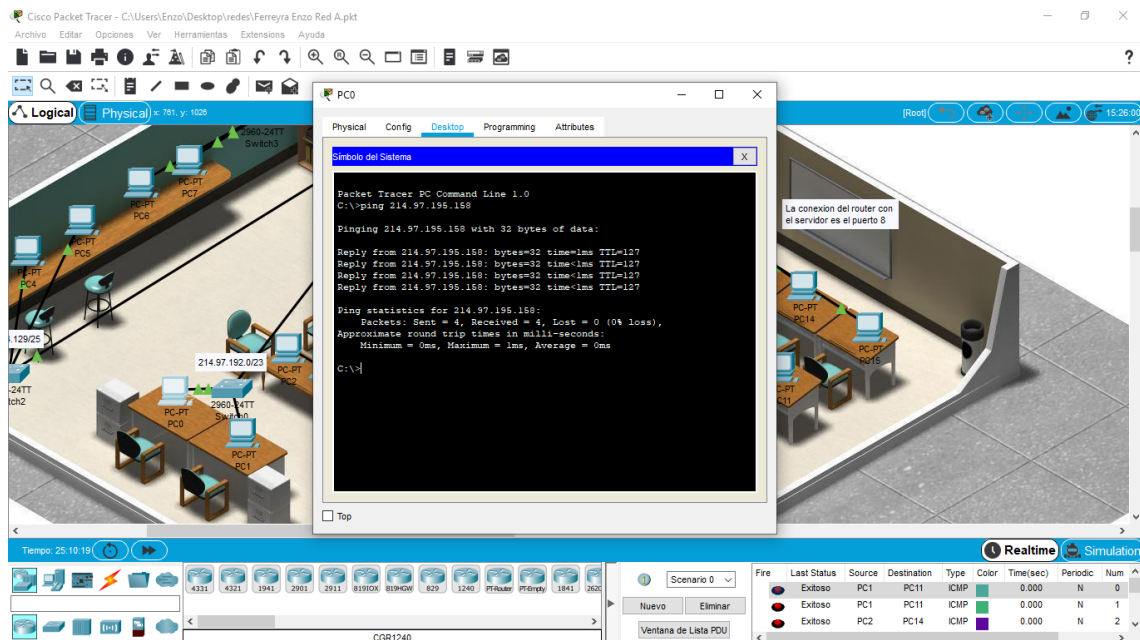 Cisco Packet Tracer - C:\Users\Enzo\Desktop\redes\Ferreyra Enzo Red A.pkt
Archivo Editar Opciones Ver Herramientas Extensions Ayuda
?
Logical Physical x: 761, y: 1026
[Root] 15:26:00
2960-24TT
Switch3
PC-PT
PC7
PC-PT
PC6
PC-PT
PC5
PC-PT
PC4
.129/25
-24TT
tch2
214.97.192.0/23
PC-PT
PC2
2960-24TT
Switch0
PC-PT
PC0
PC-PT
PC1
PC0
Physical Config Desktop Programming Attributes
Símbolo del Sistema X
Packet Tracer PC Command Line 1.0
C:\>ping 214.97.195.158
Pinging 214.97.195.158 with 32 bytes of data:
Reply from 214.97.195.158: bytes=32 time=1ms TTL=127
Reply from 214.97.195.158: bytes=32 time<1ms TTL=127
Reply from 214.97.195.158: bytes=32 time<1ms TTL=127
Reply from 214.97.195.158: bytes=32 time<1ms TTL=127
Ping statistics for 214.97.195.158:
Packets: Sent = 4, Received = 4, Lost = 0 (0% loss),
Approximate round trip times in milli-seconds:
Minimum = 0ms, Maximum = 1ms, Average = 0ms
C:\>
Top
La conexion del router con
el servidor es el puerto 8
PC-PT
PC14
PC-PT
PC15
C-PT
C11
Tiempo: 25:10:19
Realtime Simulation
4331 4321 1941 2901 2911 819IOX 819HGW 829 1240 PT-Router PT-Empty 1841 262C
CGR1240
Scenario 0
Nuevo Eliminar
Ventana de Lista PDU
Fire Last Status Source Destination Type Color Time(sec) Periodic Num
Exitoso PC1 PC11 ICMP 0.000 N 0
Exitoso PC1 PC11 ICMP 0.000 N 1
Exitoso PC2 PC14 ICMP 0.000 N 2